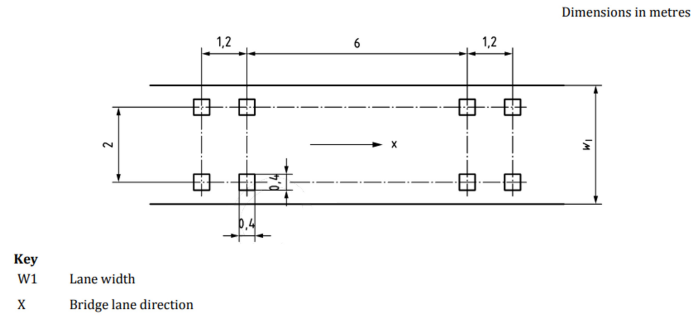 Dimensions in metres
1,2 6 1,2
2 X W1
0,4
0,4
Key
W1 Lane width
X Bridge lane direction